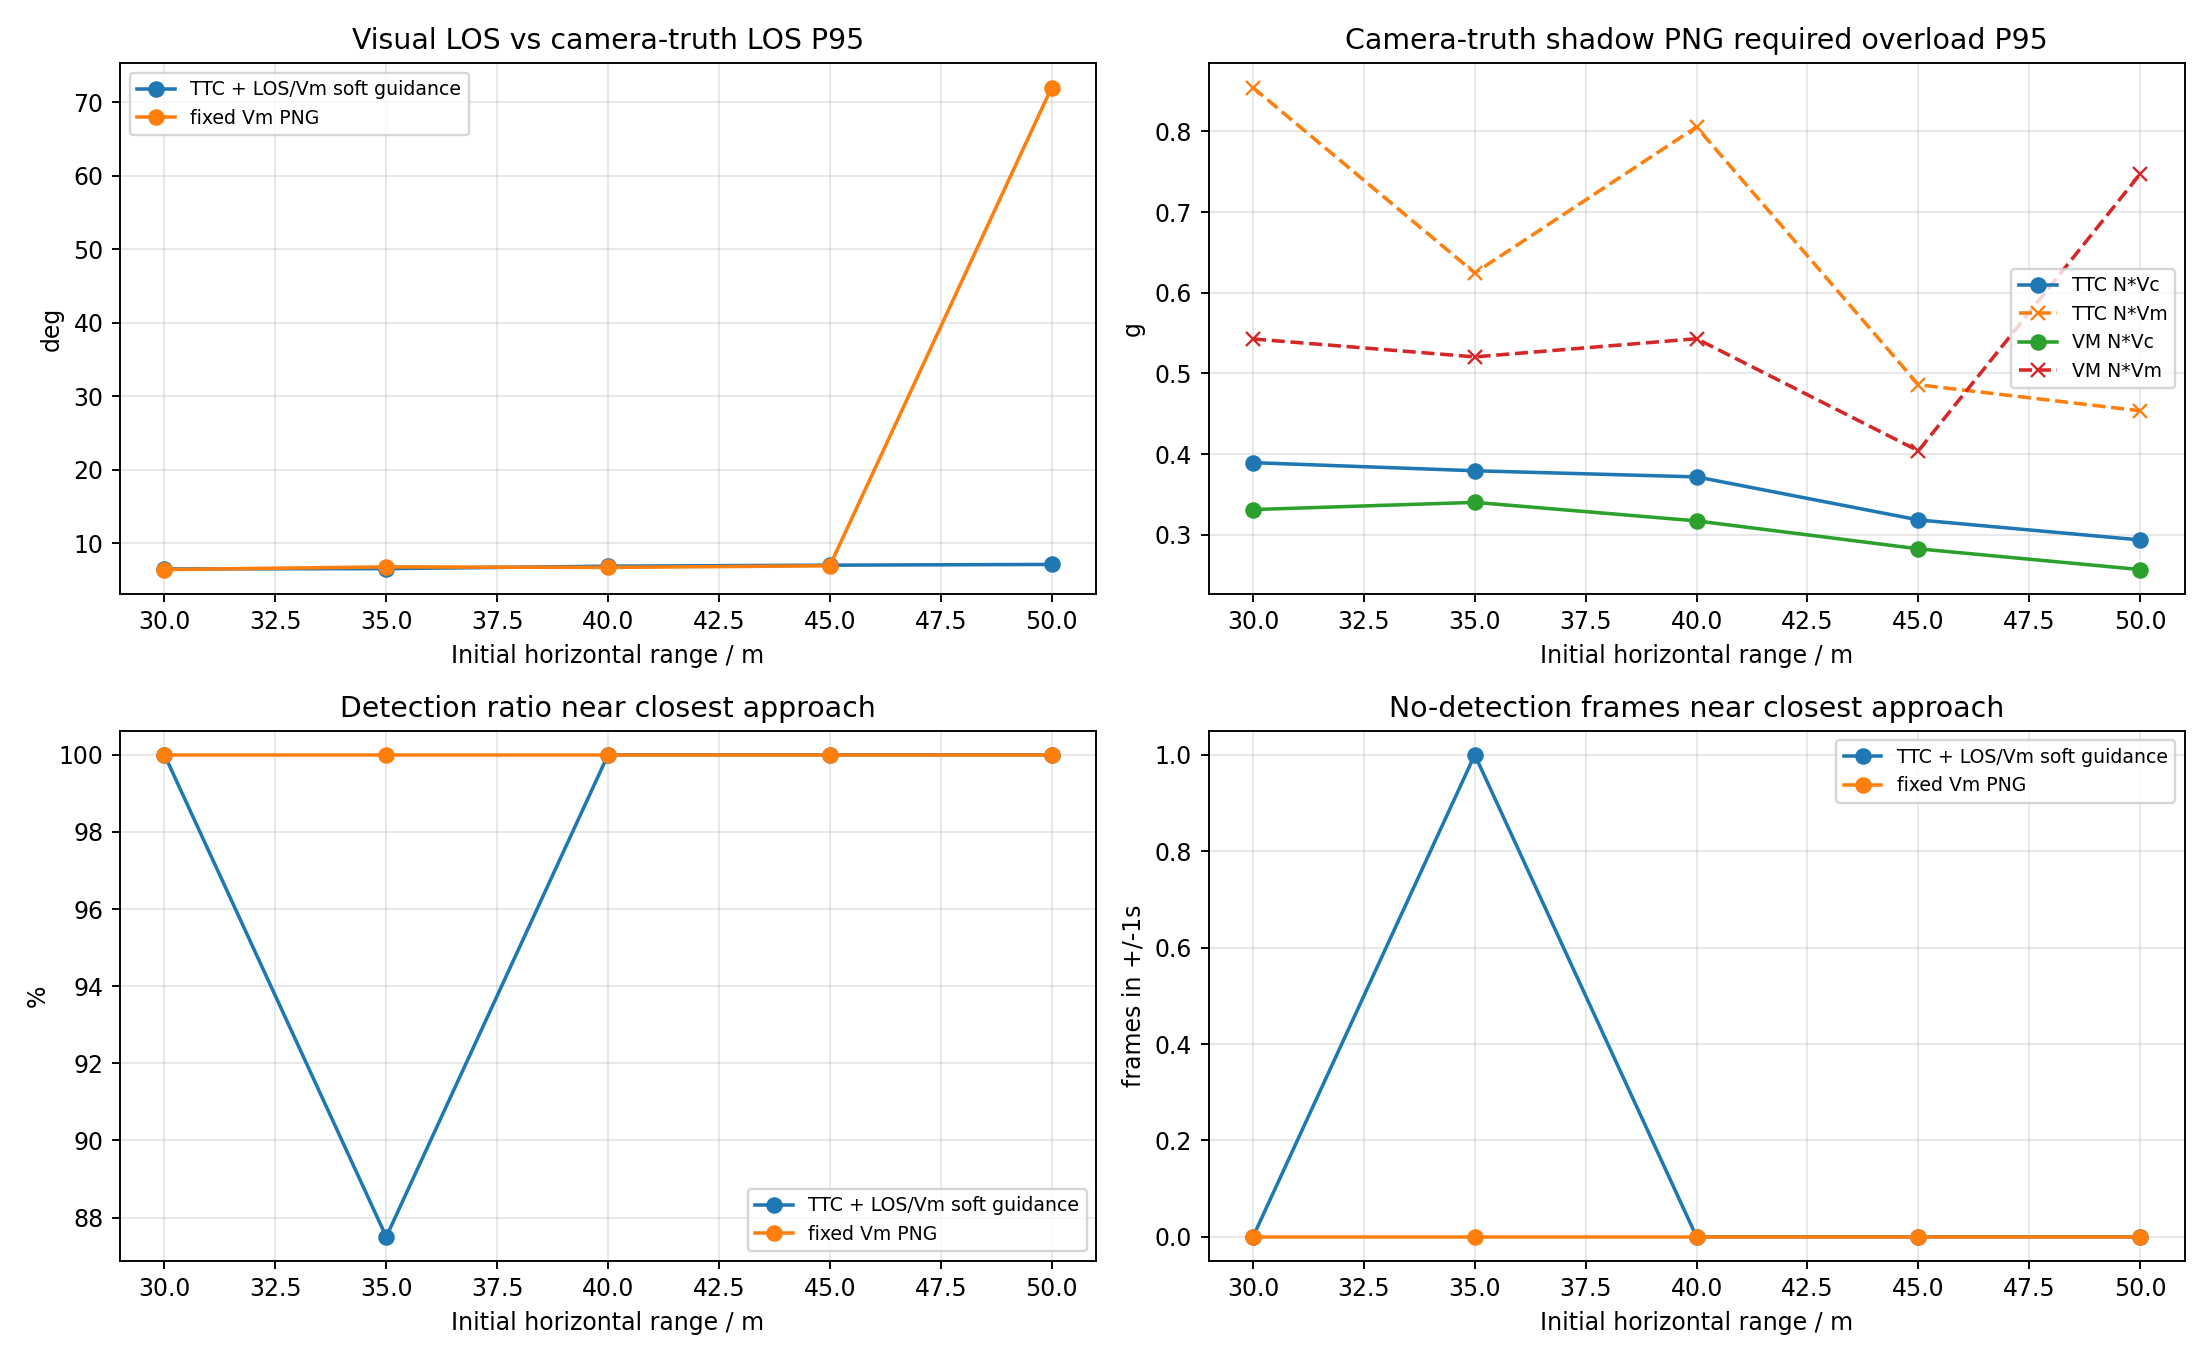 Visual LOS vs camera-truth LOS P95
TTC + LOS/Vm soft guidance
fixed Vm PNG
deg
70
60
50
40
30
20
10
30.0 32.5 35.0 37.5 40.0 42.5 45.0 47.5 50.0
Initial horizontal range / m
Camera-truth shadow PNG required overload P95
TTC N*Vc
TTC N*Vm
VM N*Vc
VM N*Vm
g
0.8
0.7
0.6
0.5
0.4
0.3
30.0 32.5 35.0 37.5 40.0 42.5 45.0 47.5 50.0
Initial horizontal range / m
Detection ratio near closest approach
%
100
98
96
94
92
90
88
TTC + LOS/Vm soft guidance
fixed Vm PNG
30.0 32.5 35.0 37.5 40.0 42.5 45.0 47.5 50.0
Initial horizontal range / m
No-detection frames near closest approach
TTC + LOS/Vm soft guidance
fixed Vm PNG
frames in +/-1s
1.0
0.8
0.6
0.4
0.2
0.0
30.0 32.5 35.0 37.5 40.0 42.5 45.0 47.5 50.0
Initial horizontal range / m